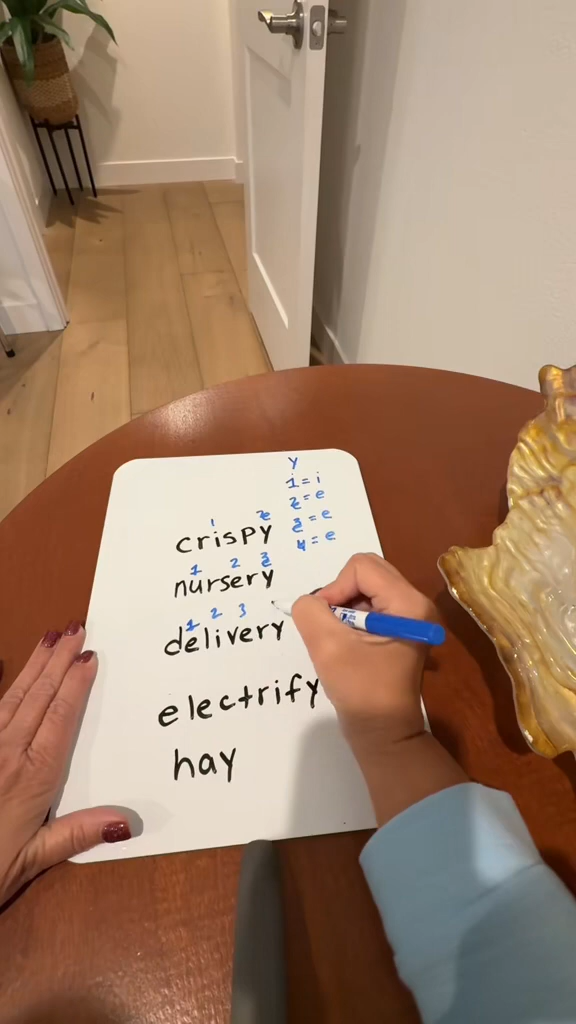 y
1 = i
2 = e
3 = e
4 = e
1 2
crispy
1 2 3
nursery
1 2 3
delivery
electrify
hay